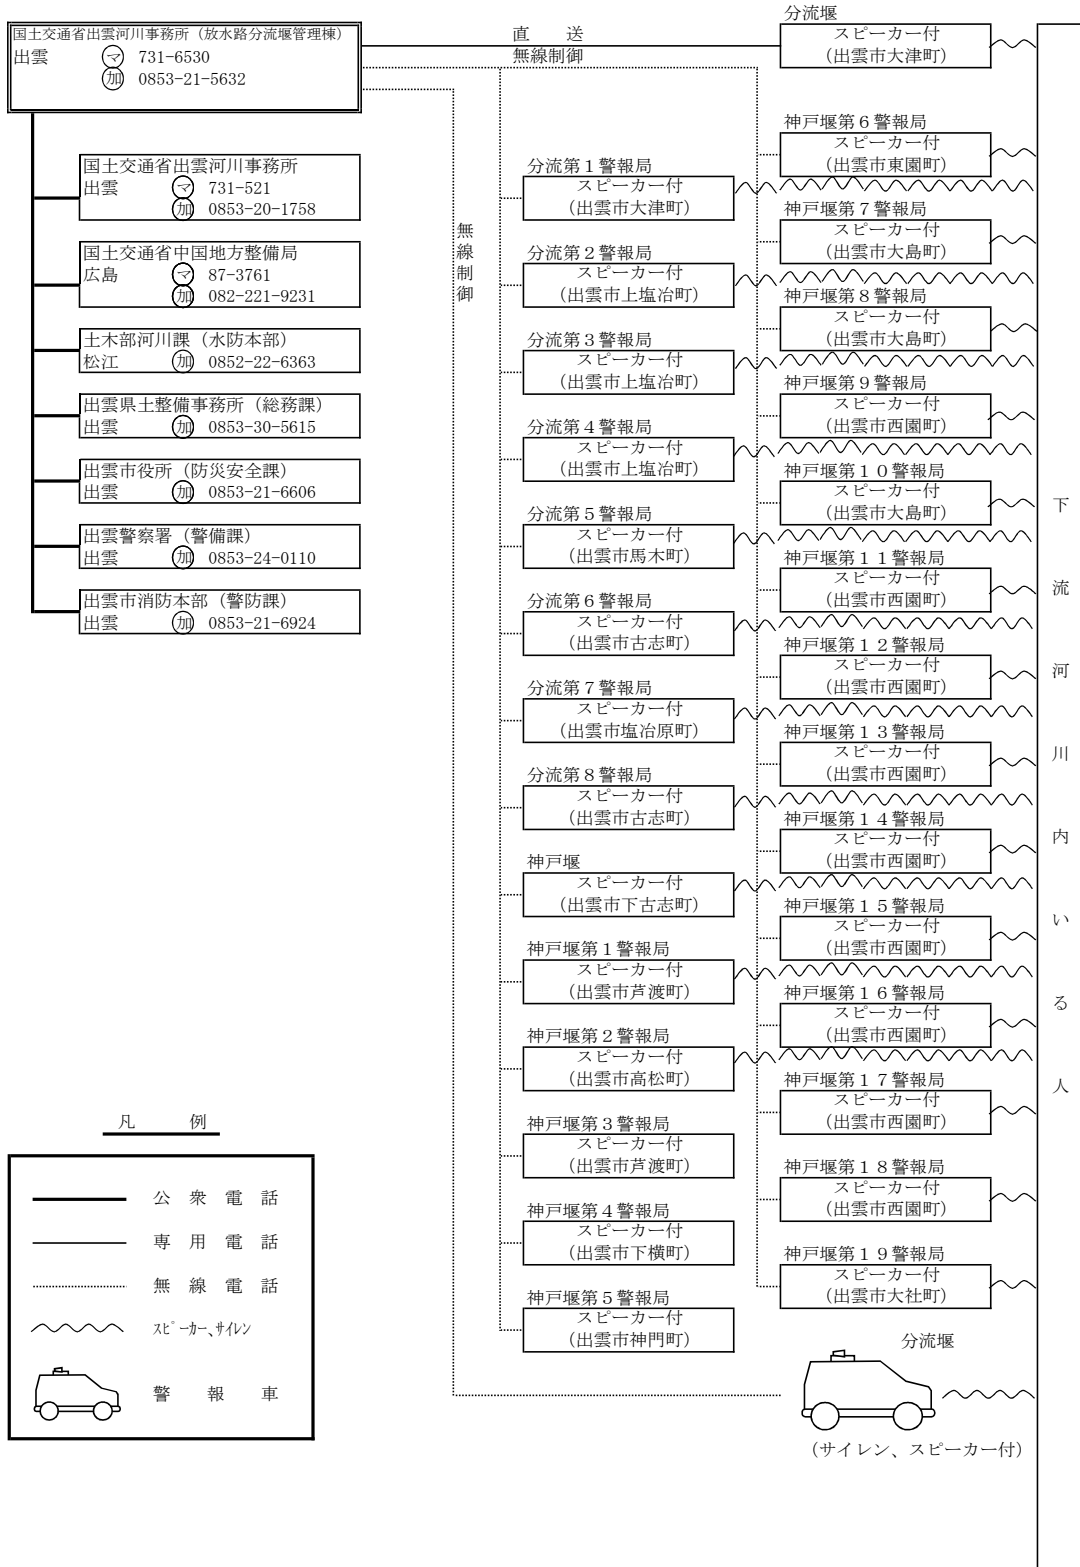 国土交通省出雲河川事務所（放水路分流堰管理棟）
出雲　㋮　731-6530
加　0853-21-5632
国土交通省出雲河川事務所
出雲　㋮　731-521
加　0853-20-1758
国土交通省中国地方整備局
広島　㋮　87-3761
加　082-221-9231
土木部河川課（水防本部）
松江　加　0852-22-6363
出雲県土整備事務所（総務課）
出雲　加　0853-30-5615
出雲市役所（防災安全課）
出雲　加　0853-21-6606
出雲警察署（警備課）
出雲　加　0853-24-0110
出雲市消防本部（警防課）
出雲　加　0853-21-6924
直　送
無線制御
無線制御
分流第１警報局
スピーカー付
（出雲市大津町）
分流第２警報局
スピーカー付
（出雲市上塩冶町）
分流第３警報局
スピーカー付
（出雲市上塩冶町）
分流第４警報局
スピーカー付
（出雲市上塩冶町）
分流第５警報局
スピーカー付
（出雲市馬木町）
分流第６警報局
スピーカー付
（出雲市古志町）
分流第７警報局
スピーカー付
（出雲市塩冶原町）
分流第８警報局
スピーカー付
（出雲市古志町）
神戸堰
スピーカー付
（出雲市下古志町）
神戸堰第１警報局
スピーカー付
（出雲市芦渡町）
神戸堰第２警報局
スピーカー付
（出雲市高松町）
神戸堰第３警報局
スピーカー付
（出雲市芦渡町）
神戸堰第４警報局
スピーカー付
（出雲市下横町）
神戸堰第５警報局
スピーカー付
（出雲市神門町）
分流堰
スピーカー付
（出雲市大津町）
神戸堰第６警報局
スピーカー付
（出雲市東園町）
神戸堰第７警報局
スピーカー付
（出雲市大島町）
神戸堰第８警報局
スピーカー付
（出雲市大島町）
神戸堰第９警報局
スピーカー付
（出雲市西園町）
神戸堰第１０警報局
スピーカー付
（出雲市大島町）
神戸堰第１１警報局
スピーカー付
（出雲市西園町）
神戸堰第１２警報局
スピーカー付
（出雲市西園町）
神戸堰第１３警報局
スピーカー付
（出雲市西園町）
神戸堰第１４警報局
スピーカー付
（出雲市西園町）
神戸堰第１５警報局
スピーカー付
（出雲市西園町）
神戸堰第１６警報局
スピーカー付
（出雲市西園町）
神戸堰第１７警報局
スピーカー付
（出雲市西園町）
神戸堰第１８警報局
スピーカー付
（出雲市西園町）
神戸堰第１９警報局
スピーカー付
（出雲市大社町）
分流堰
（サイレン、スピーカー付）
下流河川内いる人
凡　例
公　衆　電　話
専　用　電　話
無　線　電　話
ｽﾋﾟｰｶｰ､ｻｲﾚﾝ
警　報　車